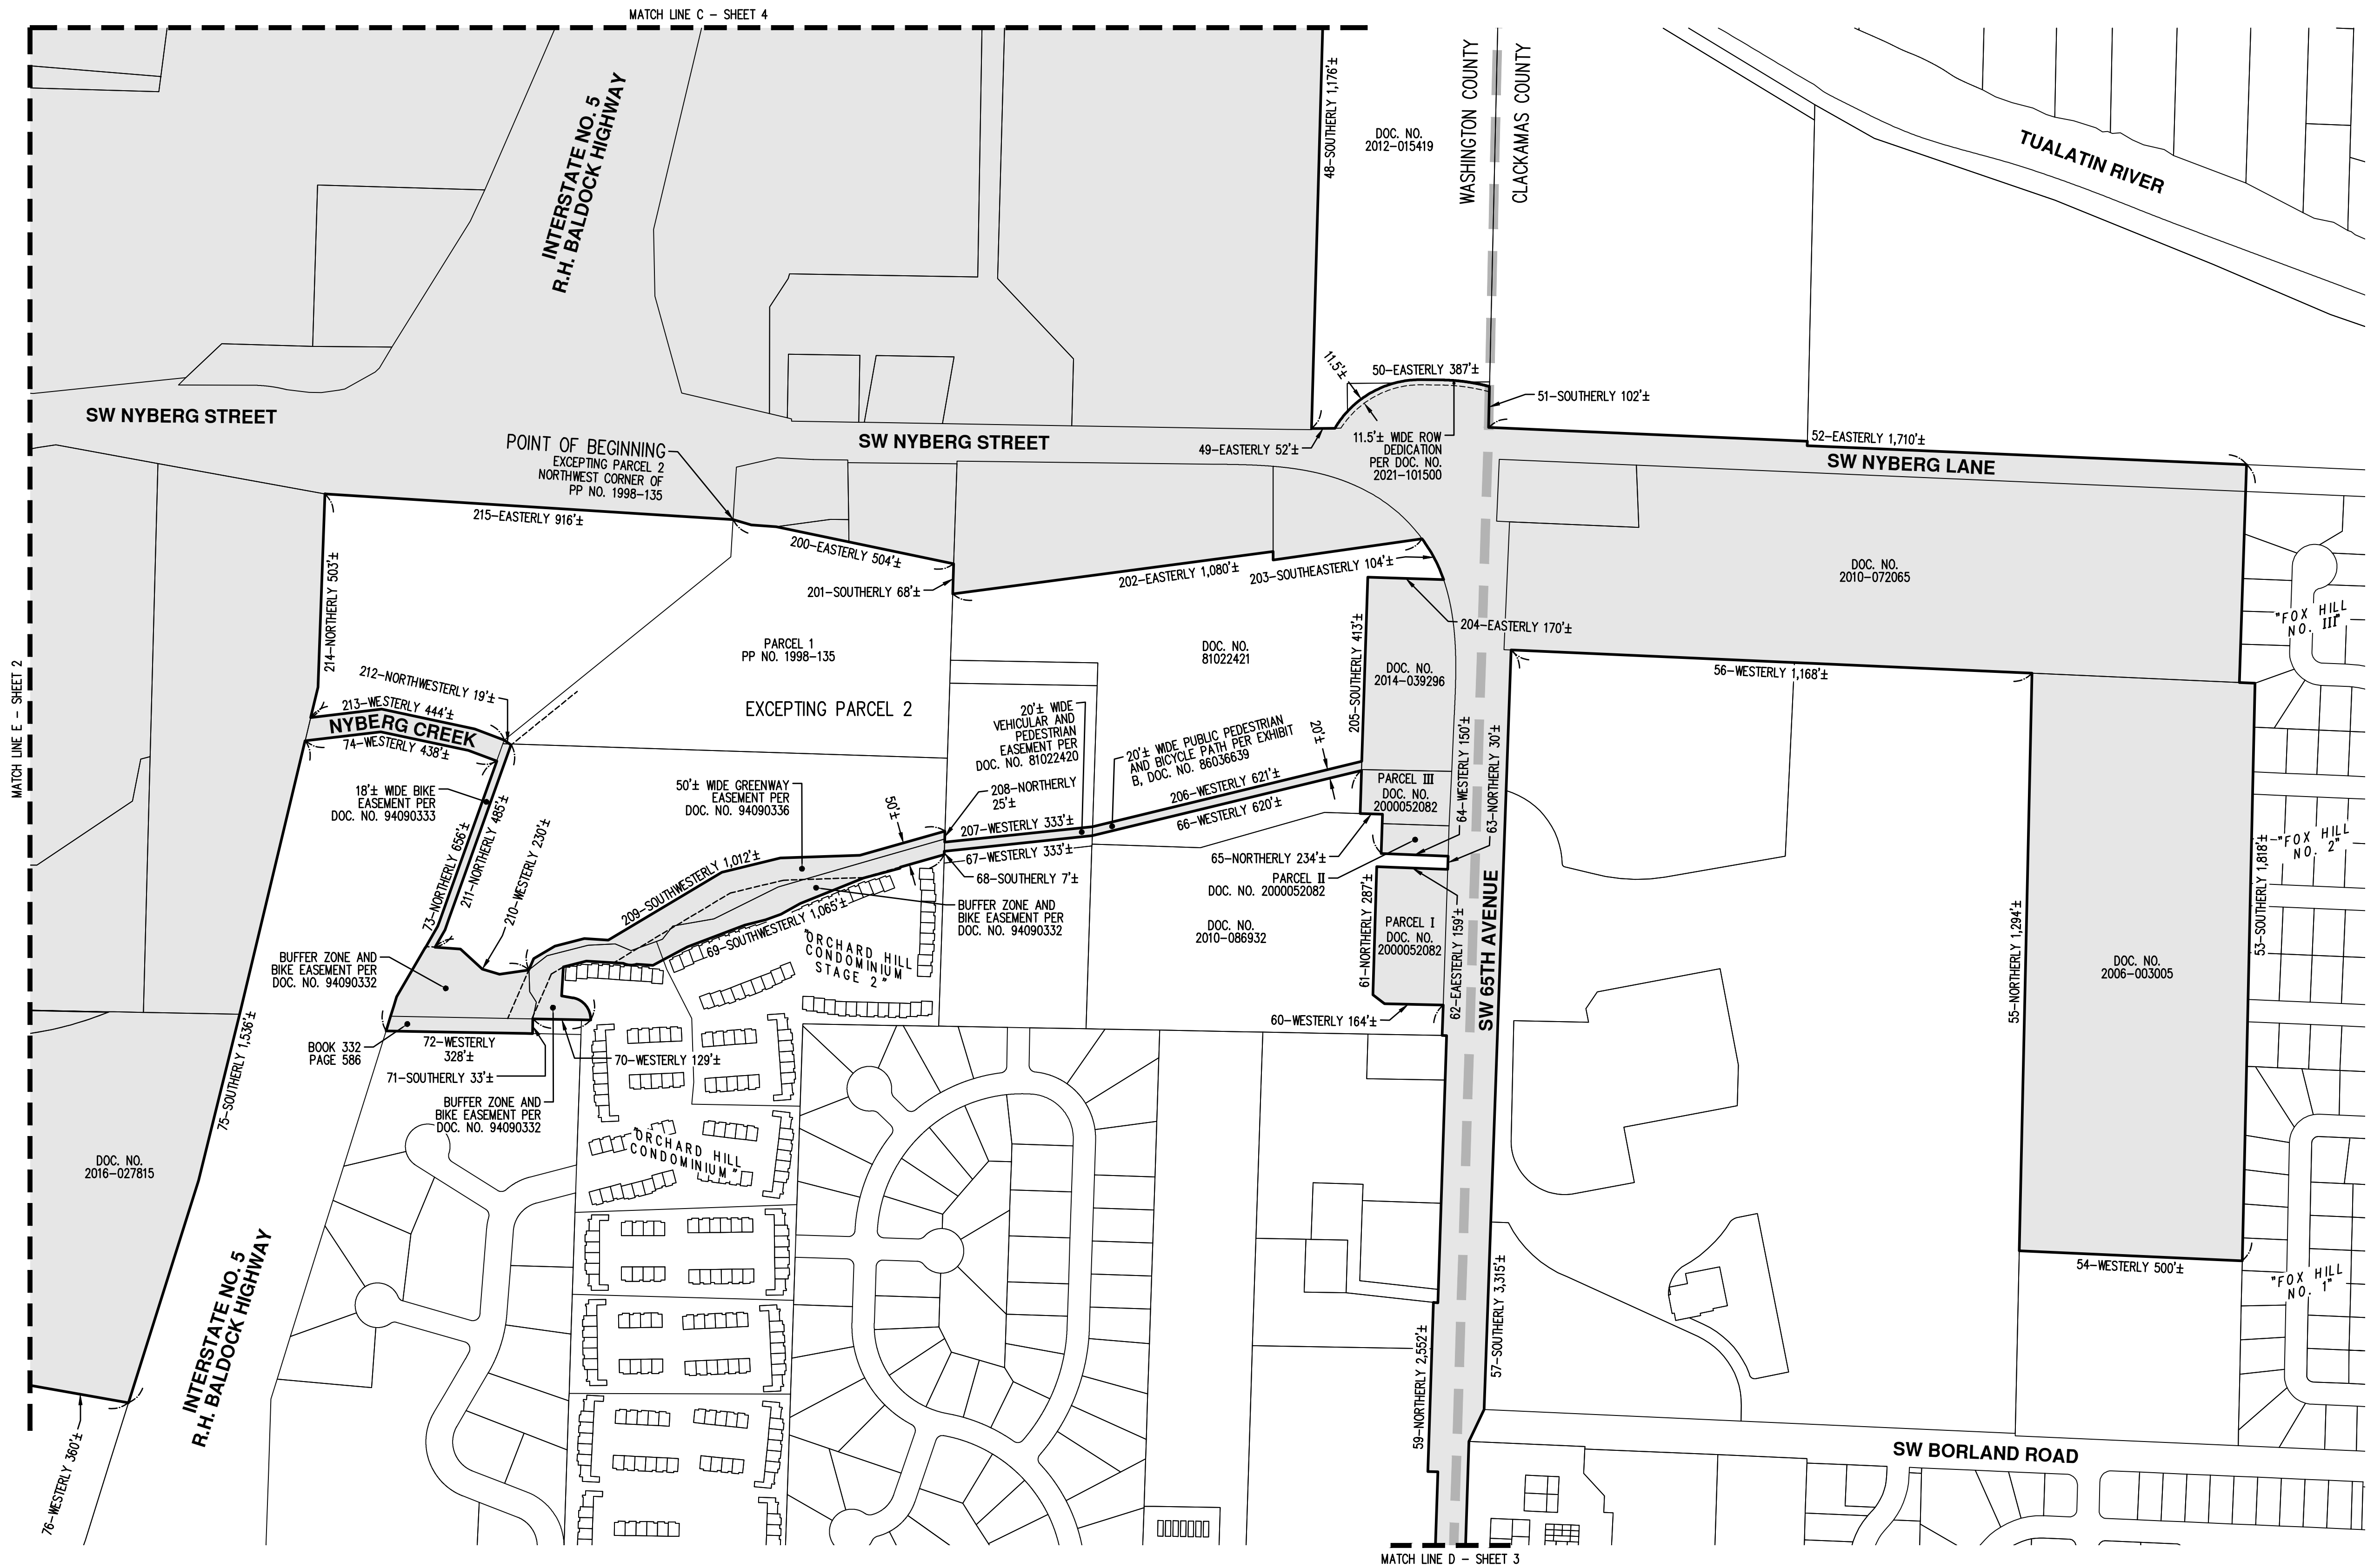 MATCH LINE C – SHEET 4
INTERSTATE NO. 5
R.H. BALDOCK HIGHWAY
48–SOUTHERLY 1,176'±
DOC. NO.
2012–015419
WASHINGTON COUNTY
CLACKAMAS COUNTY
TUALATIN RIVER
11.5'±
50–EASTERLY 387'±
51–SOUTHERLY 102'±
SW NYBERG STREET
SW NYBERG STREET
49–EASTERLY 52'±
11.5'± WIDE ROW
DEDICATION
PER DOC. NO.
2021–101500
52–EASTERLY 1,710'±
SW NYBERG LANE
POINT OF BEGINNING
EXCEPTING PARCEL 2
NORTHWEST CORNER OF
PP NO. 1998–135
215–EASTERLY 916'±
200–EASTERLY 504'±
201–SOUTHERLY 68'±
202–EASTERLY 1,080'±
203–SOUTHEASTERLY 104'±
204–EASTERLY 170'±
DOC. NO.
2010–072065
"FOX HILL
NO. III"
214–NORTHERLY 503'±
MATCH LINE E – SHEET 2
212–NORTHWESTERLY 19'±
213–WESTERLY 444'±
NYBERG CREEK
74–WESTERLY 438'±
PARCEL 1
PP NO. 1998–135
EXCEPTING PARCEL 2
DOC. NO.
81022421
205–SOUTHERLY 413'±
DOC. NO.
2014–039296
56–WESTERLY 1,168'±
20'± WIDE
VEHICULAR AND
PEDESTRIAN
EASEMENT PER
DOC. NO. 81022420
20'± WIDE PUBLIC PEDESTRIAN
AND BICYCLE PATH PER EXHIBIT
B, DOC. NO. 86036639
20'±
206–WESTERLY 621'±
66–WESTERLY 620'±
PARCEL III
DOC. NO.
2000052082
64–WESTERLY 150'±
63–NORTHERLY 30'±
18'± WIDE BIKE
EASEMENT PER
DOC. NO. 94090333
73–NORTHERLY 656'±
211–NORTHERLY 485'±
210–WESTERLY 230'±
50'± WIDE GREENWAY
EASEMENT PER
DOC. NO. 94090336
50'±
208–NORTHERLY
25'±
207–WESTERLY 333'±
67–WESTERLY 333'±
68–SOUTHERLY 7'±
65–NORTHERLY 234'±
PARCEL II
DOC. NO. 2000052082
209–SOUTHWESTERLY 1,012'±
69–SOUTHWESTERLY 1,065'±
BUFFER ZONE AND
BIKE EASEMENT PER
DOC. NO. 94090332
"ORCHARD HILL
CONDOMINIUM
STAGE 2"
DOC. NO.
2010–086932
61–NORTHERLY 287'±
PARCEL I
DOC. NO.
2000052082
62–EAESTERLY 159'±
SW 65TH AVENUE
60–WESTERLY 164'±
55–NORTHERLY 1,294'±
DOC. NO.
2006–003005
53–SOUTHERLY 1,818'±
"FOX HILL
NO. 2"
BUFFER ZONE AND
BIKE EASEMENT PER
DOC. NO. 94090332
BOOK 332
PAGE 586
72–WESTERLY
328'±
71–SOUTHERLY 33'±
70–WESTERLY 129'±
BUFFER ZONE AND
BIKE EASEMENT PER
DOC. NO. 94090332
75–SOUTHERLY 1,536'±
"ORCHARD HILL
CONDOMINIUM"
DOC. NO.
2016–027815
INTERSTATE NO. 5
R.H. BALDOCK HIGHWAY
76–WESTERLY 360'±
59–NORTHERLY 2,552'±
57–SOUTHERLY 3,315'±
54–WESTERLY 500'±
"FOX HILL
NO. 1"
SW BORLAND ROAD
MATCH LINE D – SHEET 3